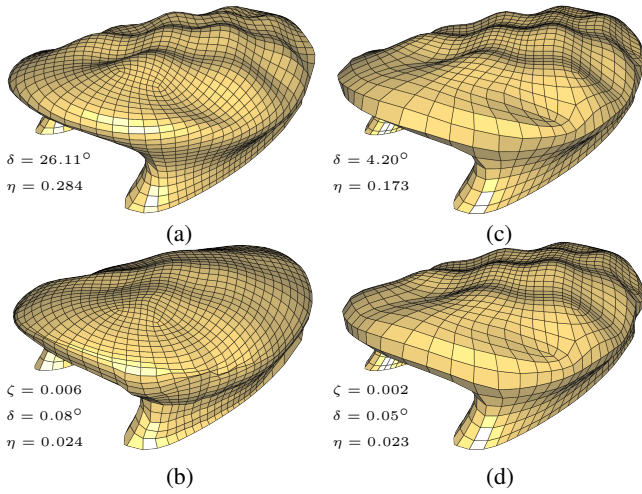 δ = 26.11°
η = 0.284
(a)
δ = 4.20°
η = 0.173
(c)
ζ = 0.006
δ = 0.08°
η = 0.024
(b)
ζ = 0.002
δ = 0.05°
η = 0.023
(d)